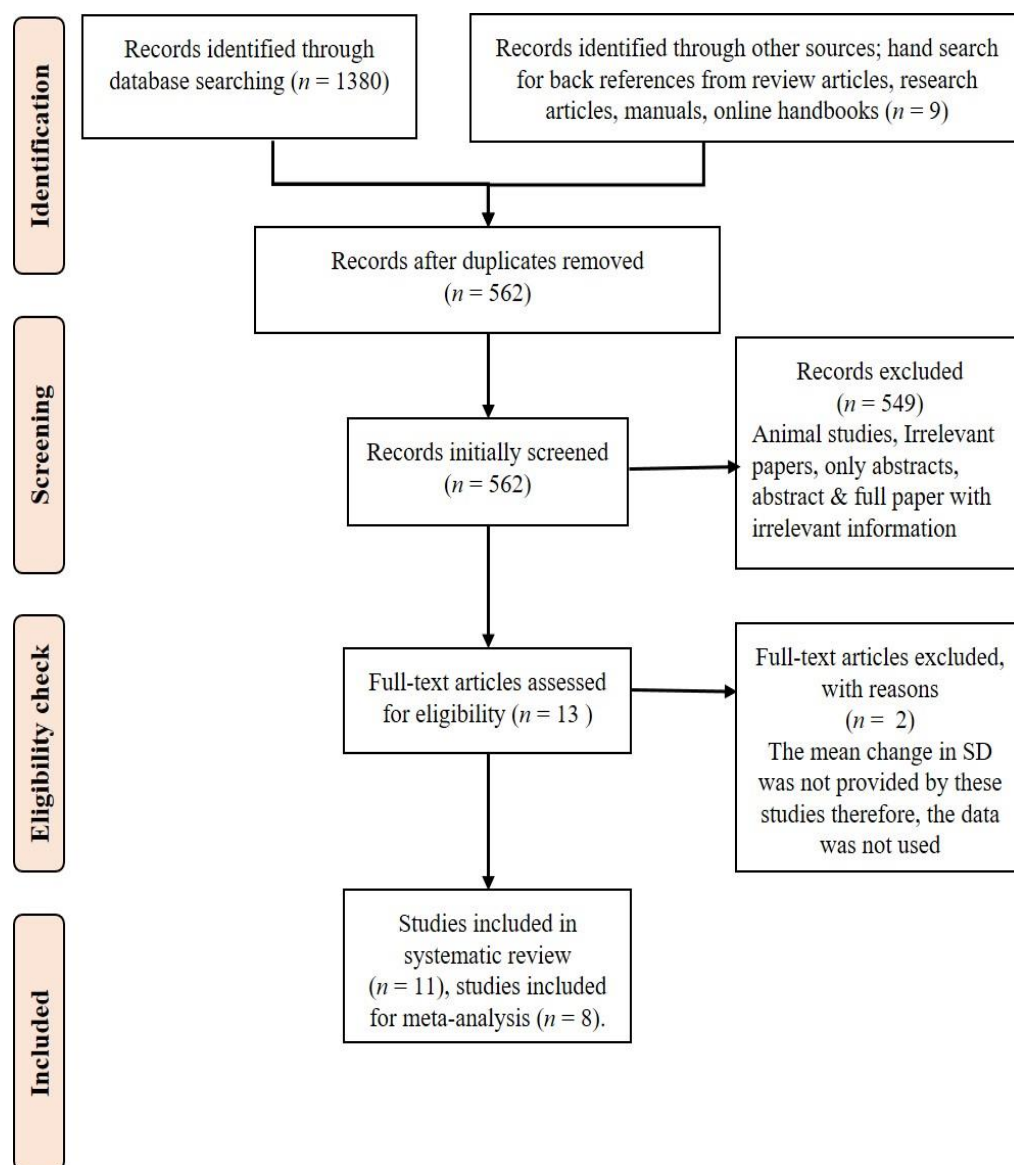 Identification
Records identified through
database searching (n = 1380)
Records identified through other sources; hand search
for back references from review articles, research
articles, manuals, online handbooks (n = 9)
Records after duplicates removed
(n = 562)
Screening
Records initially screened
(n = 562)
Records excluded
(n = 549)
Animal studies, Irrelevant
papers, only abstracts,
abstract & full paper with
irrelevant information
Eligibility check
Full-text articles assessed
for eligibility (n = 13 )
Full-text articles excluded,
with reasons
(n = 2)
The mean change in SD
was not provided by these
studies therefore, the data
was not used
Included
Studies included in
systematic review
(n = 11), studies included
for meta-analysis (n = 8).